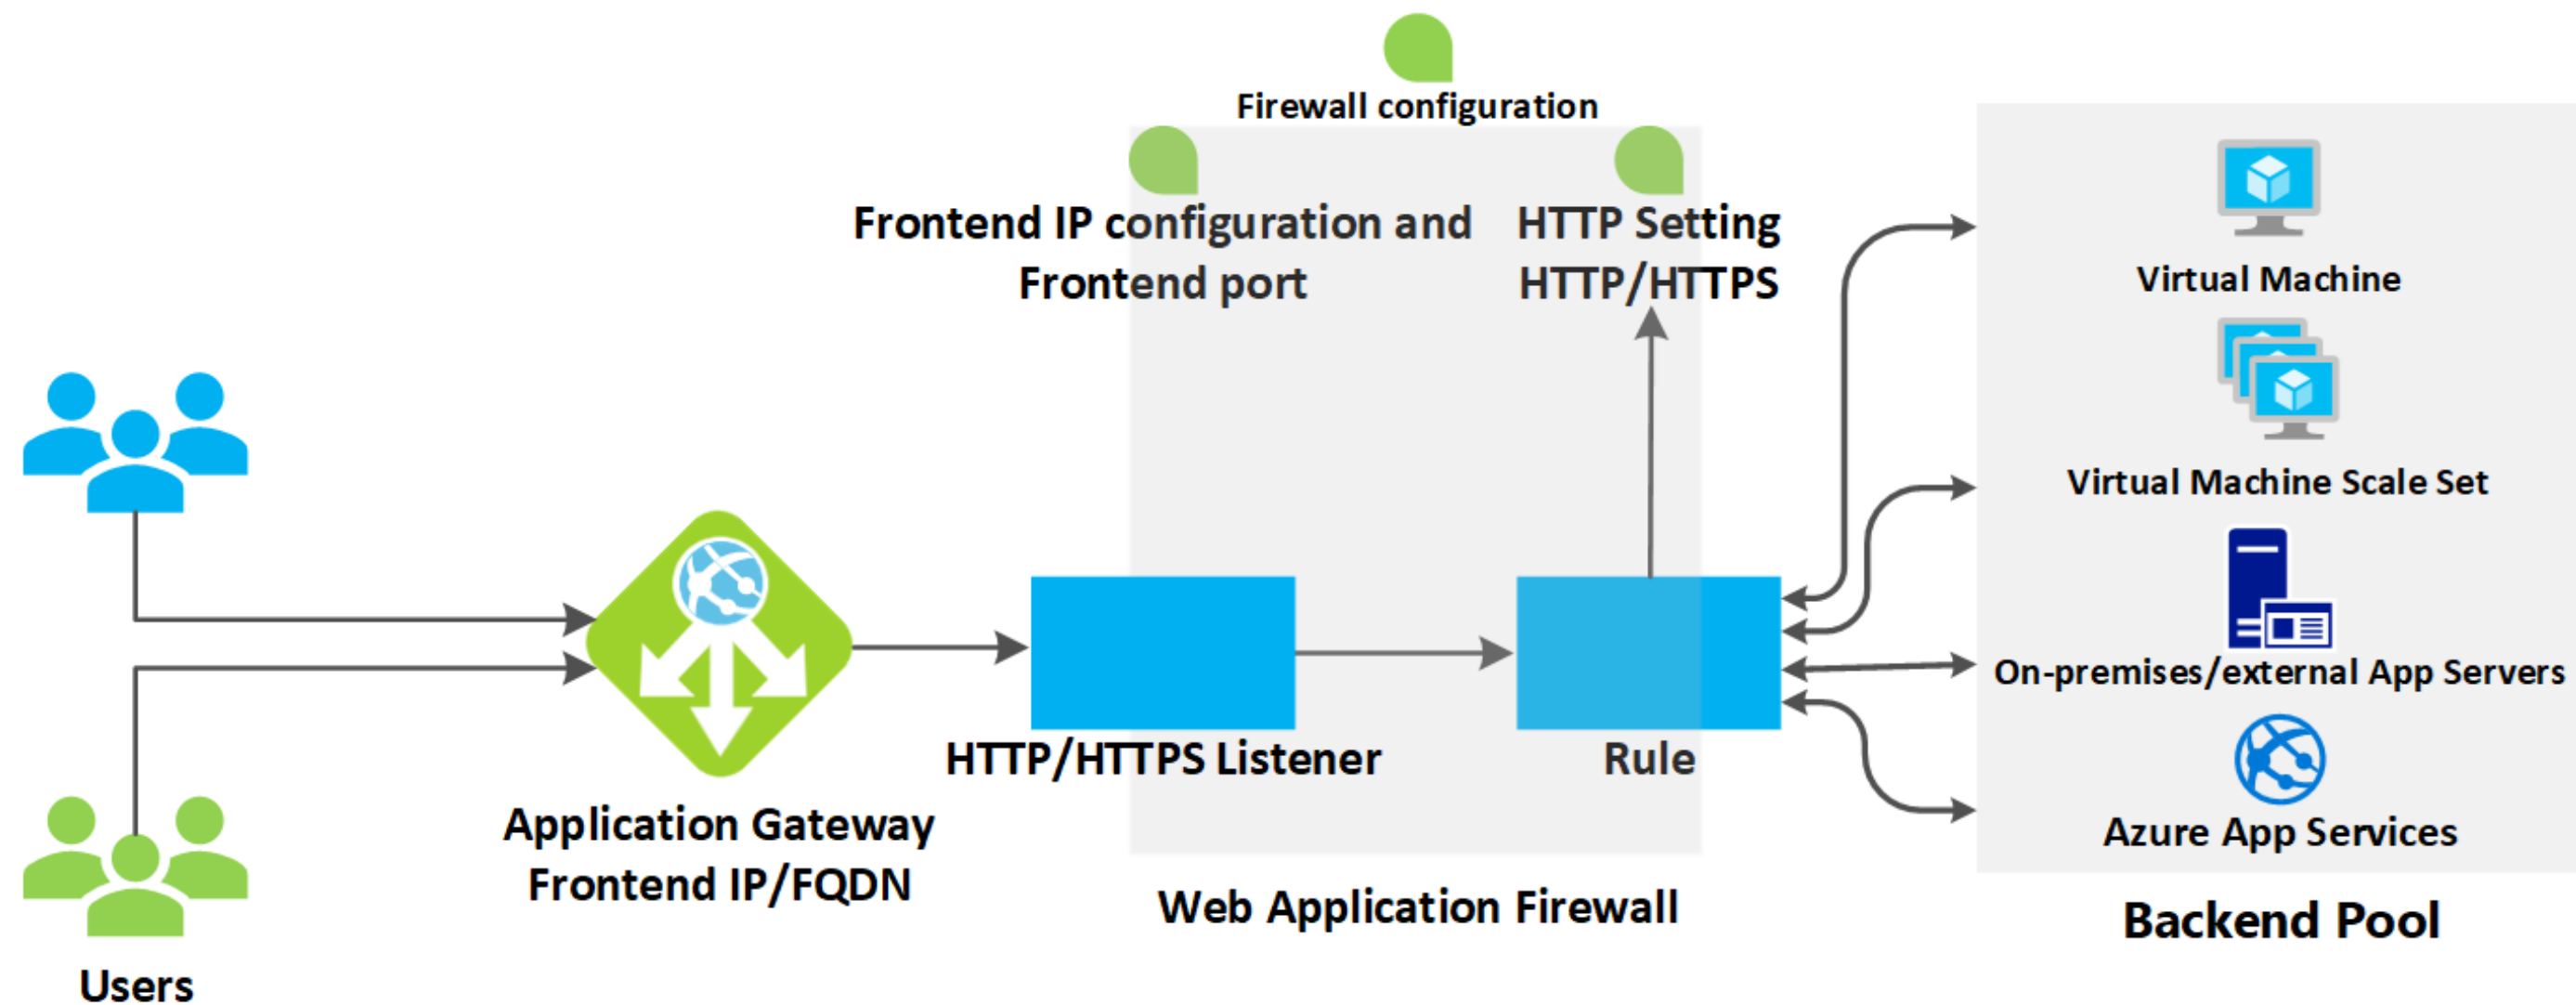 Firewall configuration
Frontend IP configuration and
Frontend port
HTTP Setting
HTTP/HTTPS
Virtual Machine
Virtual Machine Scale Set
On-premises/external App Servers
Azure App Services
Backend Pool
HTTP/HTTPS Listener
Rule
Application Gateway
Frontend IP/FQDN
Web Application Firewall
Users